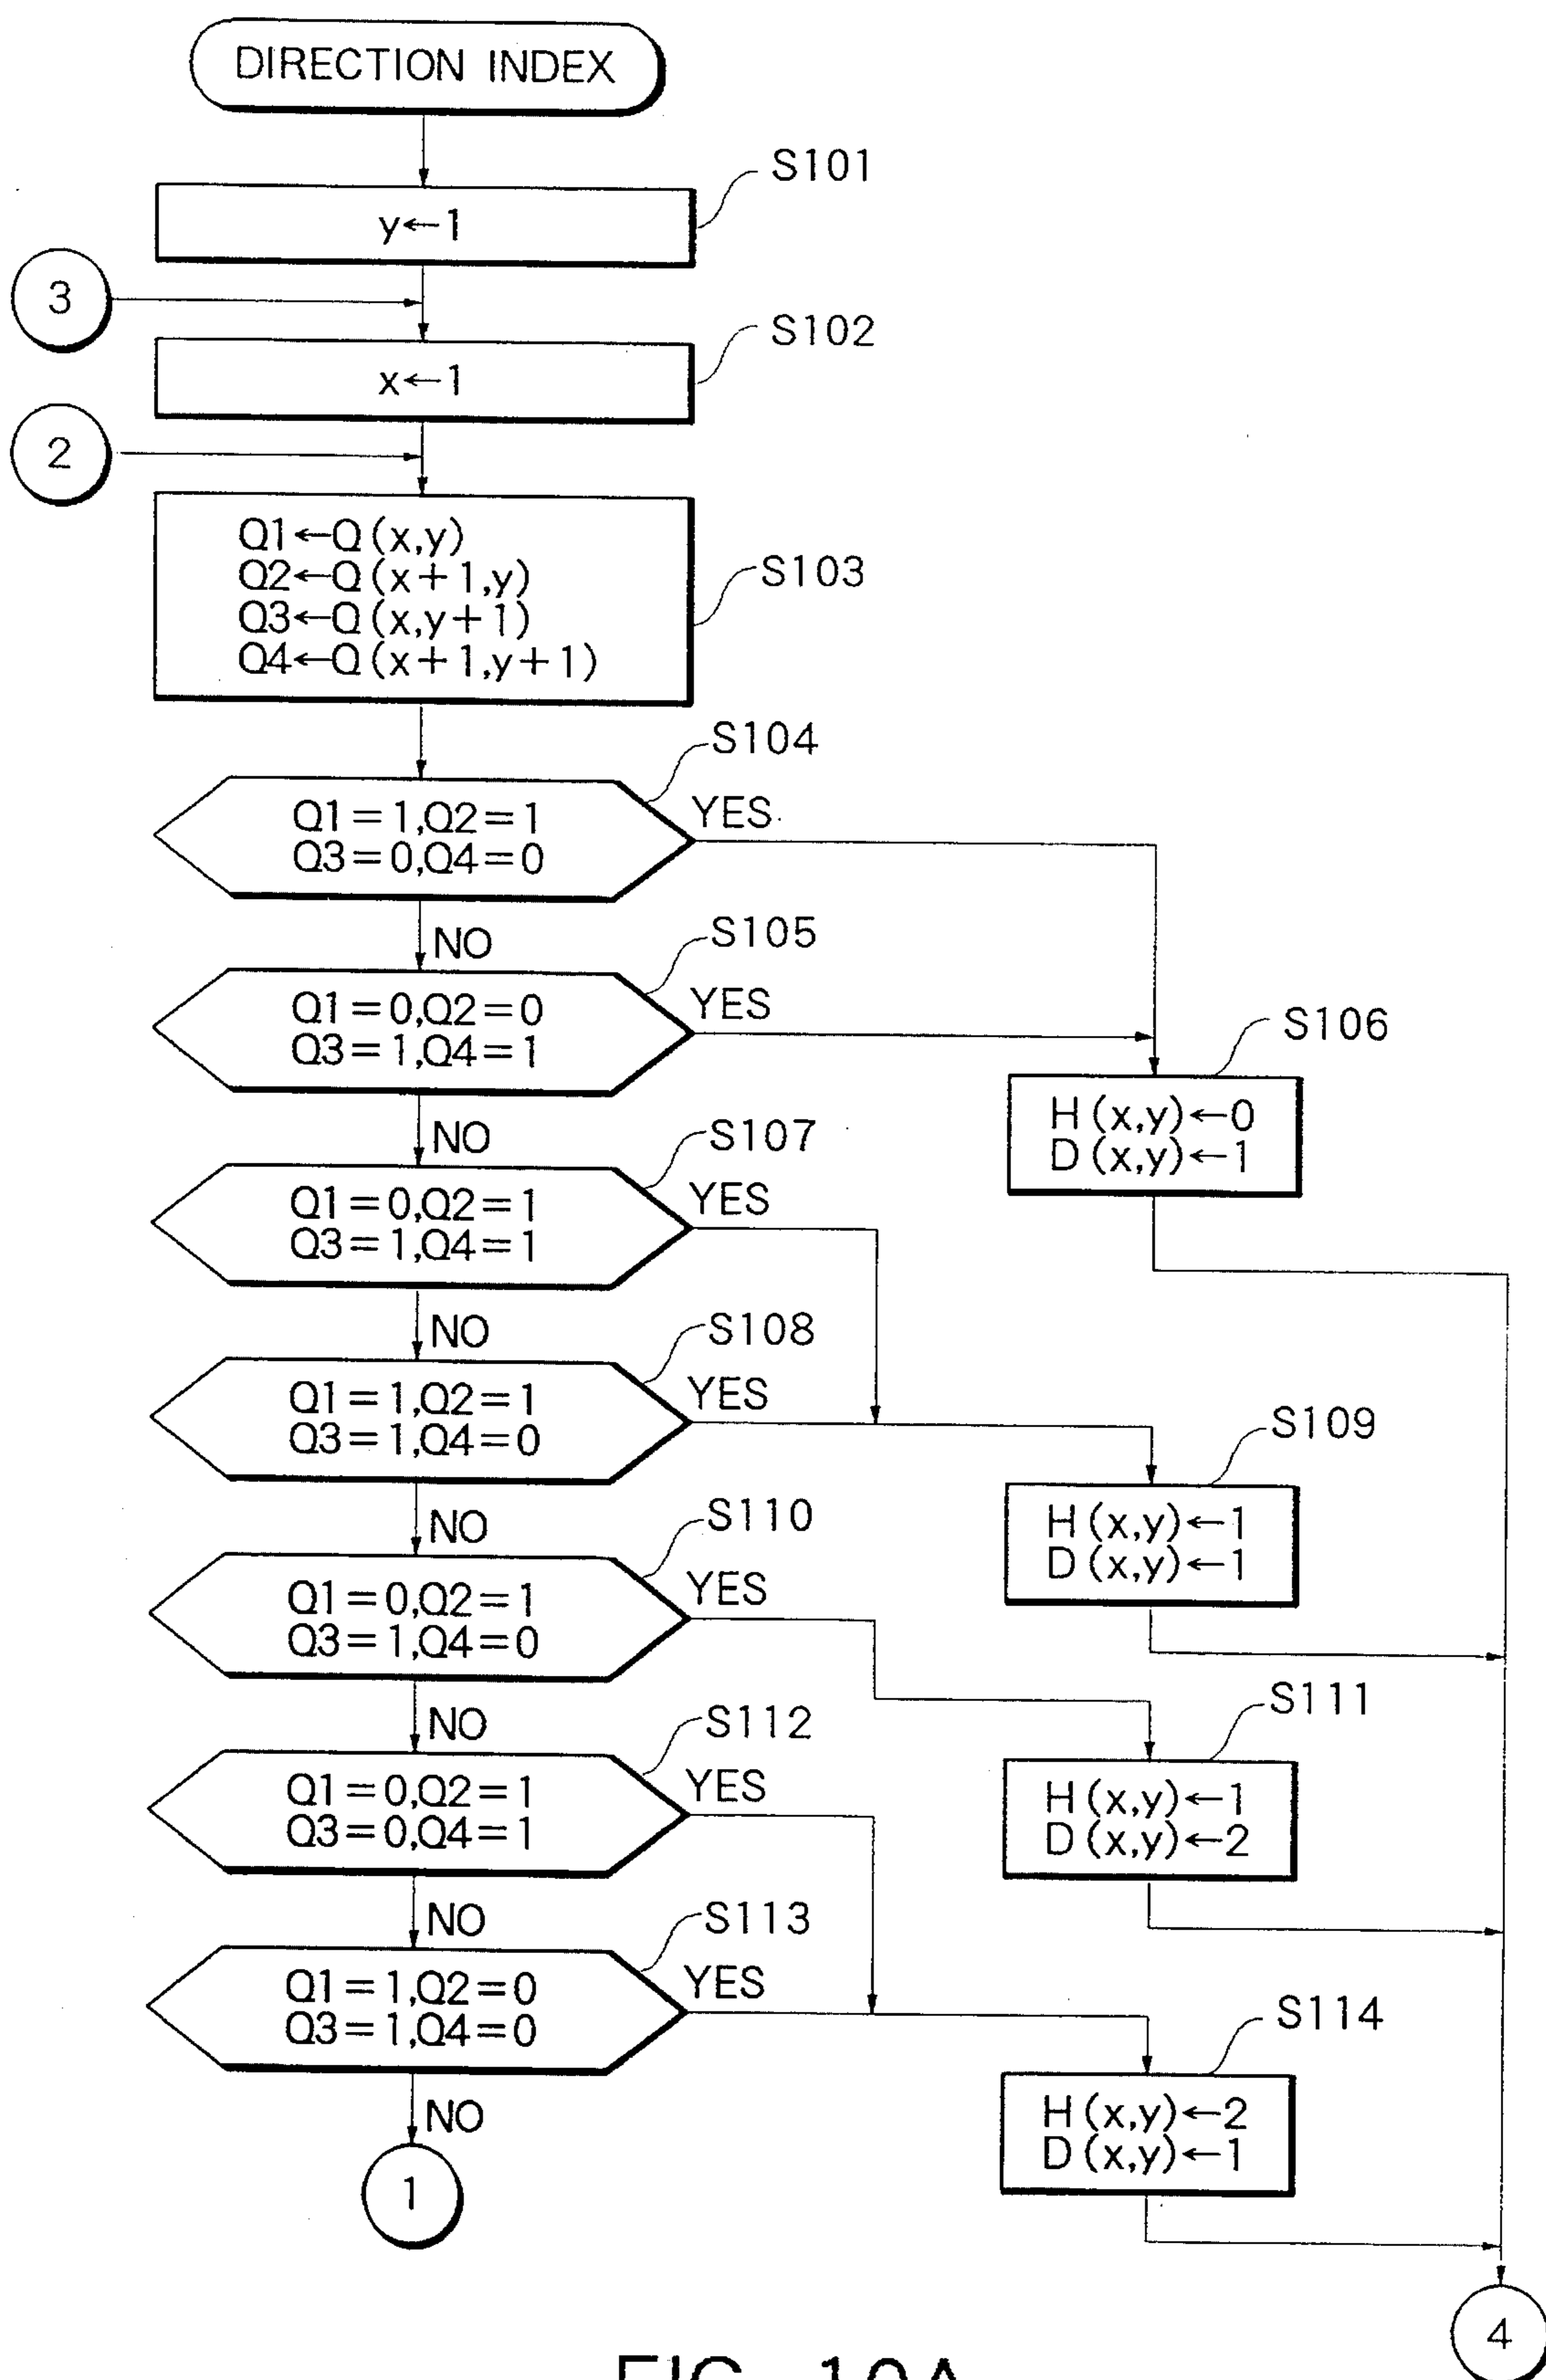 DIRECTION INDEX
S101
y←1
3
S102
x←1
2
Q1←Q(x,y)
Q2←Q(x+1,y)
Q3←Q(x,y+1)
Q4←Q(x+1,y+1)
S103
S104
Q1=1,Q2=1
Q3=0,Q4=0
YES
NO
S105
Q1=0,Q2=0
Q3=1,Q4=1
YES
S106
H(x,y)←0
D(x,y)←1
NO
S107
Q1=0,Q2=1
Q3=1,Q4=1
YES
NO
S108
Q1=1,Q2=1
Q3=1,Q4=0
YES
S109
H(x,y)←1
D(x,y)←1
NO
S110
Q1=0,Q2=1
Q3=1,Q4=0
YES
S111
H(x,y)←1
D(x,y)←2
NO
S112
Q1=0,Q2=1
Q3=0,Q4=1
YES
NO
S113
Q1=1,Q2=0
Q3=1,Q4=0
YES
S114
H(x,y)←2
D(x,y)←1
NO
1
4
FIG. 10A